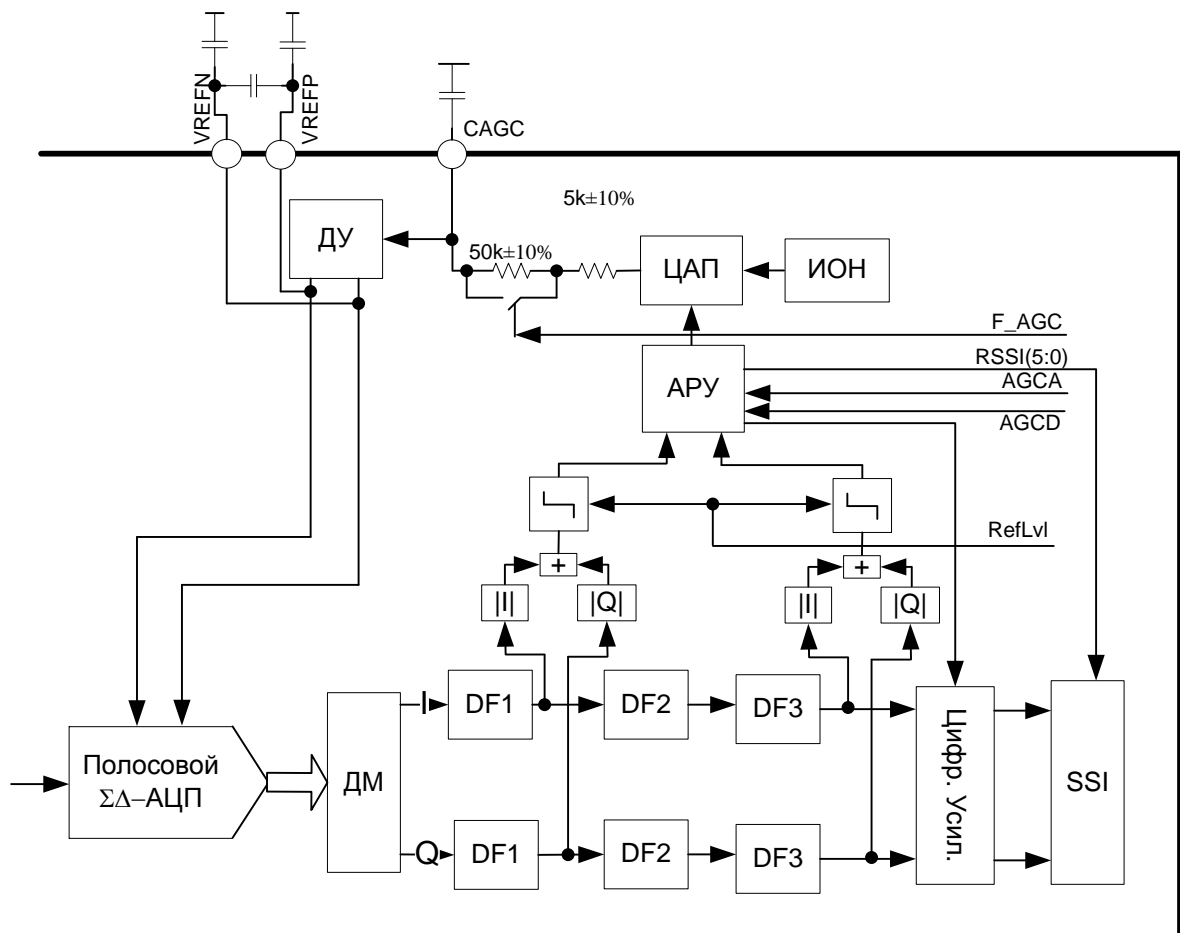 VREFN
VREFP
CAGC
5k±10%
ДУ
50k±10%
ЦАП
ИОН
F_AGC
RSSI(5:0)
АРУ
AGCA
AGCD
RefLvl
+
+
|I|
|Q|
|I|
|Q|
I
DF1
DF2
DF3
Полосовой
ΣΔ–АЦП
ДМ
Цифр. Усил.
SSI
Q
DF1
DF2
DF3